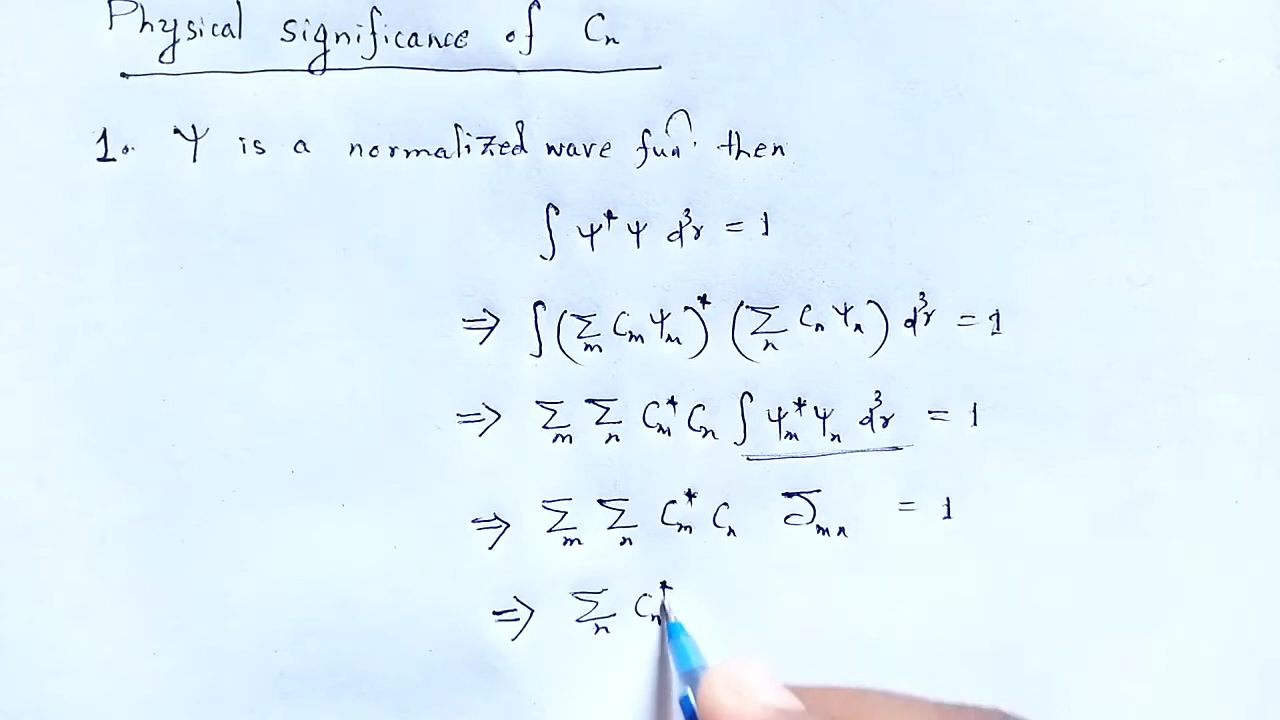 Physical significance of Cₙ
1. Ψ is a normalized wave fuⁿn. then
∫ Ψ* Ψ d³r = 1
⇒ ∫ (Σₘ Cₘ Ψₘ)* (Σₙ Cₙ Ψₙ) d³r = 1
⇒ Σₘ Σₙ Cₘ* Cₙ ∫ Ψₘ* Ψₙ d³r = 1
⇒ Σₘ Σₙ Cₘ* Cₙ δₘₙ = 1
⇒ Σₙ Cₙ*